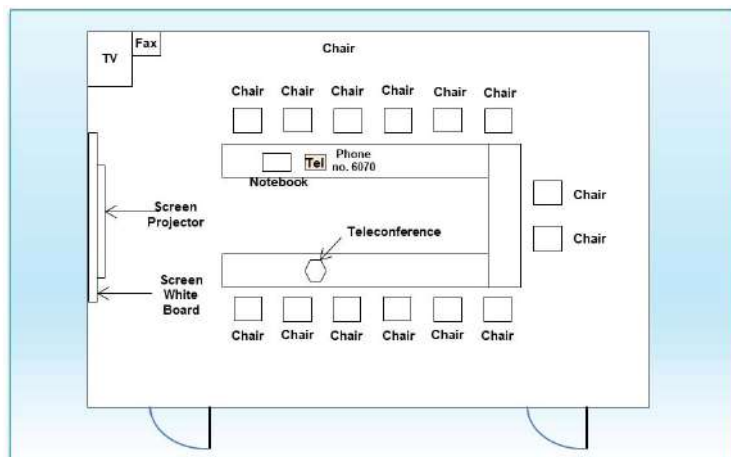 Fax
TV
Chair
Chair Chair Chair Chair Chair Chair
Tel
Phone
no. 6070
Notebook
Chair
Screen
Projector
Teleconference
Chair
Screen
White
Board
Chair Chair Chair Chair Chair Chair